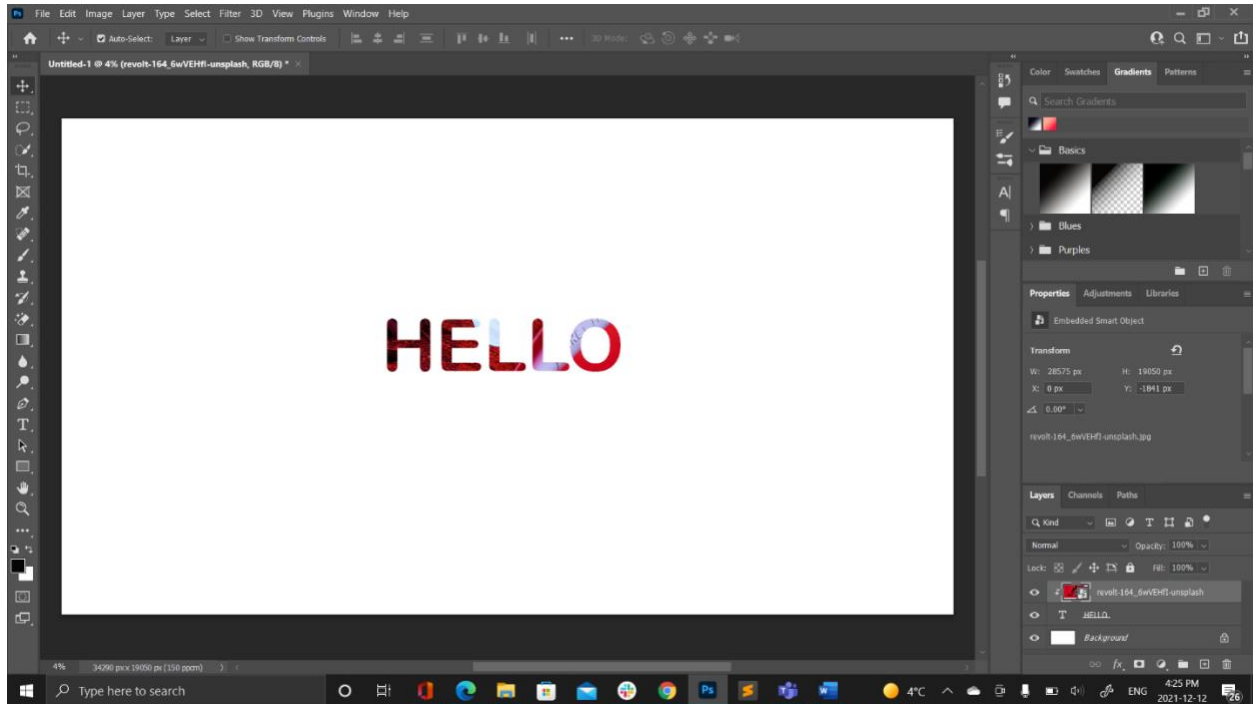 Ps File Edit Image Layer Type Select Filter 3D View Plugins Window Help
Auto-Select: Layer Show Transform Controls 3D Mode:
Untitled-1 @ 4% (revolt-164_6wVEHfI-unsplash, RGB/8) *
Color Swatches Gradients Patterns
Search Gradients
Basics
Blues
Purples
HELLO
Properties Adjustments Libraries
Embedded Smart Object
Transform
W: 28575 px H: 19050 px
X: 0 px Y: -1841 px
0.00°
revolt-164_6wVEHfI-unsplash.jpg
Layers Channels Paths
Kind
Normal Opacity: 100%
Lock: Fill: 100%
revolt-164_6wVEHfI-unsplash
T HELLO
Background
4% 34290 px x 19050 px (150 ppcm)
Type here to search
Ps
4°C ENG
4:25 PM
2021-12-12
26